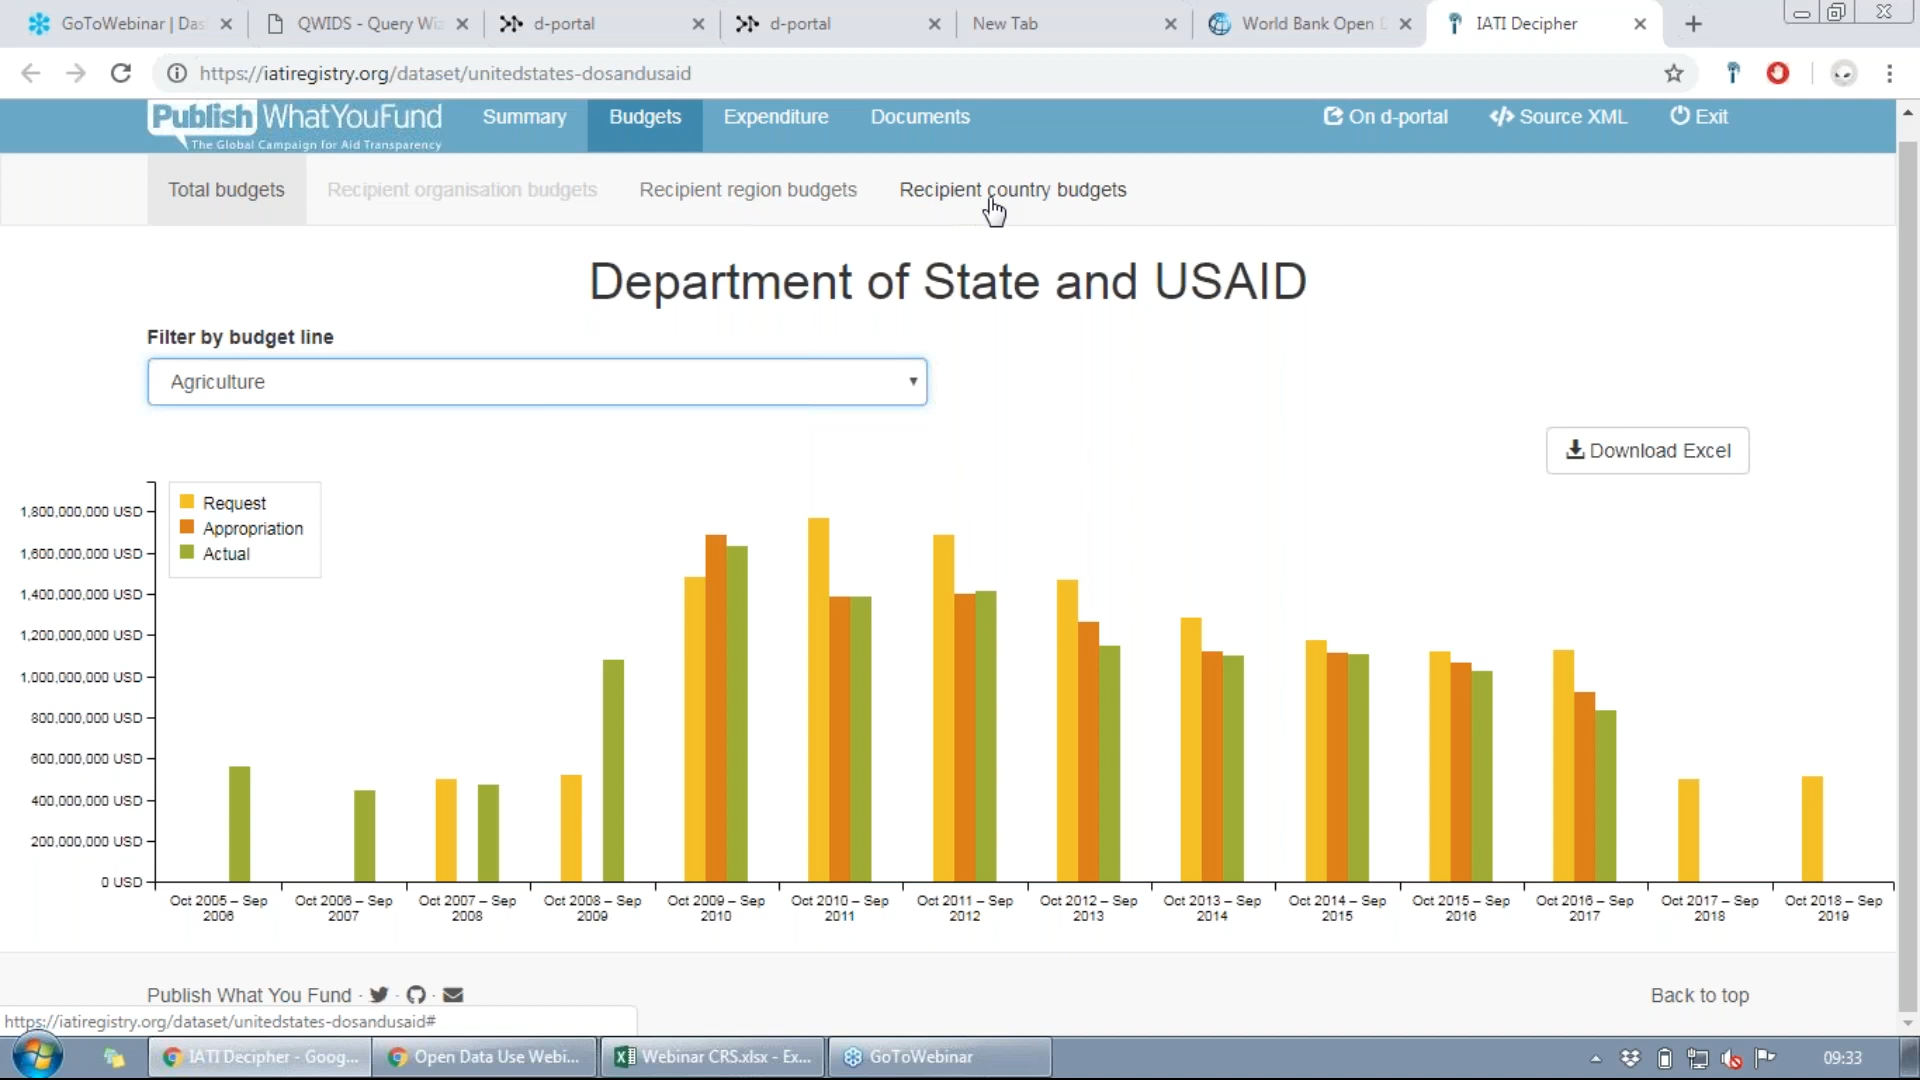 GoToWebinar | Das
QWIDS - Query Wiz
d-portal
d-portal
New Tab
World Bank Open D
IATI Decipher
https://iatiregistry.org/dataset/unitedstates-dosandusaid
Publish WhatYouFund
The Global Campaign for Aid Transparency
Summary
Budgets
Expenditure
Documents
On d-portal
</> Source XML
Exit
Total budgets
Recipient organisation budgets
Recipient region budgets
Recipient country budgets
Department of State and USAID
Filter by budget line
Agriculture
Download Excel
Request
Appropriation
Actual
1,800,000,000 USD
1,600,000,000 USD
1,400,000,000 USD
1,200,000,000 USD
1,000,000,000 USD
800,000,000 USD
600,000,000 USD
400,000,000 USD
200,000,000 USD
0 USD
Oct 2005 – Sep
2006
Oct 2006 – Sep
2007
Oct 2007 – Sep
2008
Oct 2008 – Sep
2009
Oct 2009 – Sep
2010
Oct 2010 – Sep
2011
Oct 2011 – Sep
2012
Oct 2012 – Sep
2013
Oct 2013 – Sep
2014
Oct 2014 – Sep
2015
Oct 2015 – Sep
2016
Oct 2016 – Sep
2017
Oct 2017 – Sep
2018
Oct 2018 – Sep
2019
Publish What You Fund · · ·
Back to top
https://iatiregistry.org/dataset/unitedstates-dosandusaid#
IATI Decipher - Goog...
Open Data Use Webi...
Webinar CRS.xlsx - Ex...
GoToWebinar
09:33